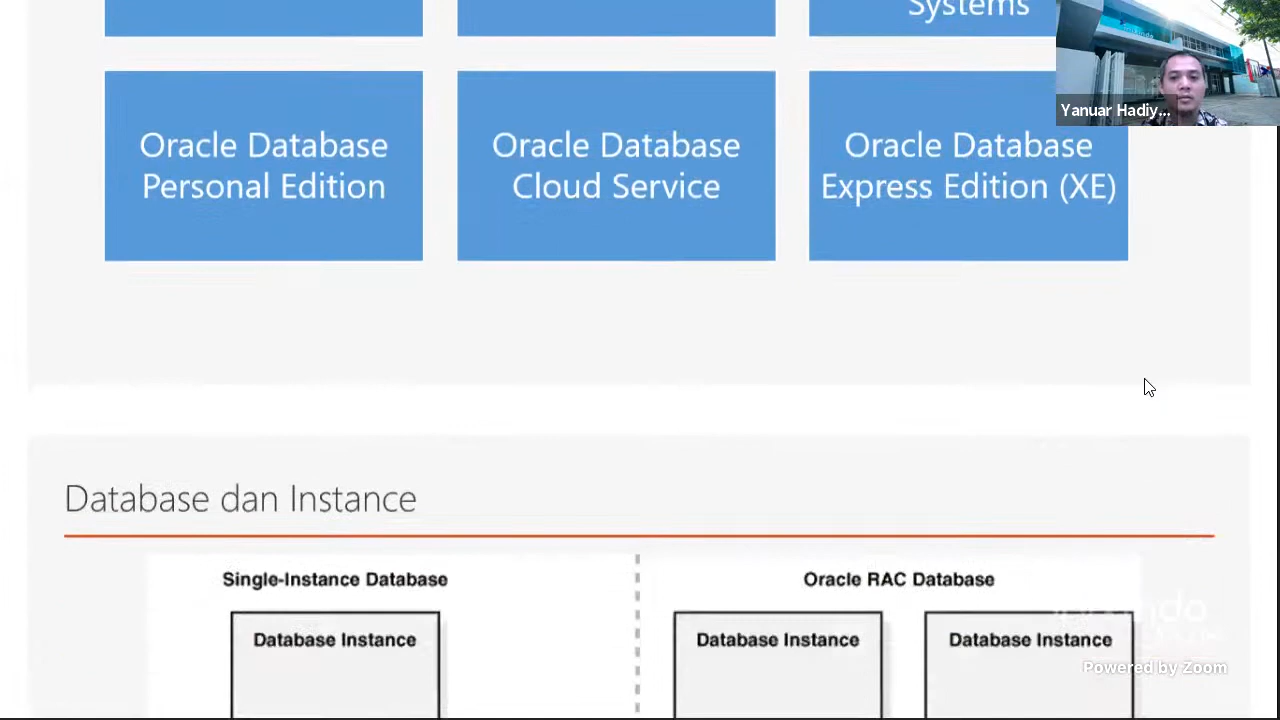 Systems
Yanuar Hadiy...
Oracle Database
Personal Edition
Oracle Database
Cloud Service
Oracle Database
Express Edition (XE)
Database dan Instance
Single-Instance Database
Oracle RAC Database
Database Instance
Database Instance
Database Instance
Powered by Zoom